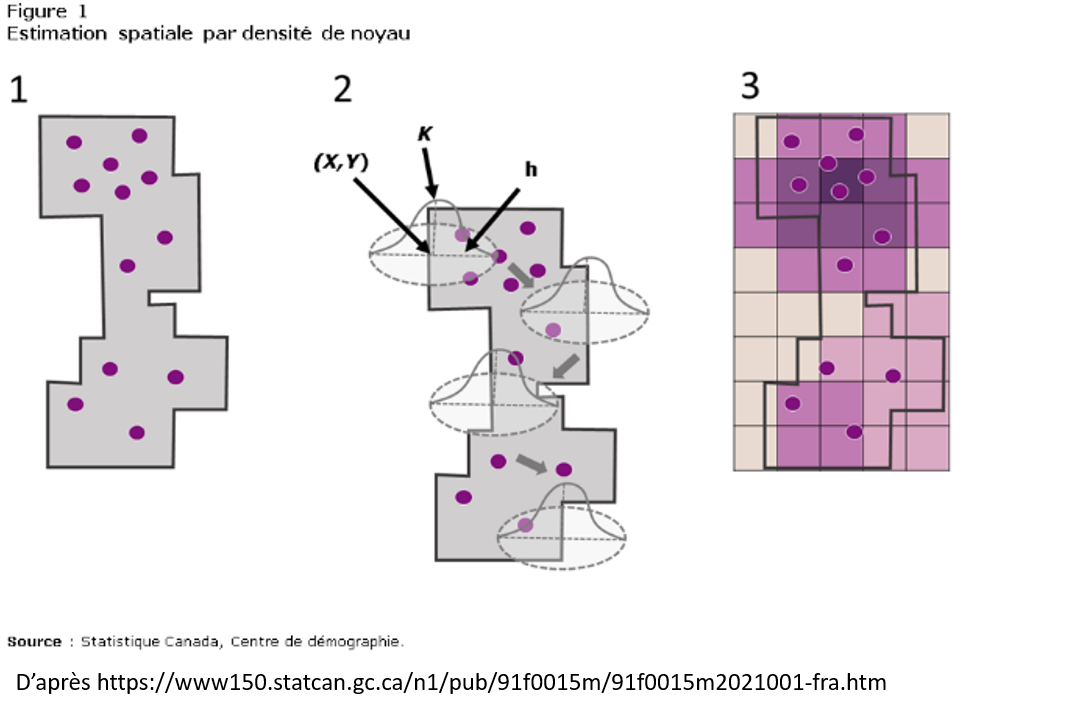 Figure 1
Estimation spatiale par densité de noyau
1
2
3
K
(X,Y)
h
Source : Statistique Canada, Centre de démographie.
D’après https://www150.statcan.gc.ca/n1/pub/91f0015m/91f0015m2021001-fra.htm